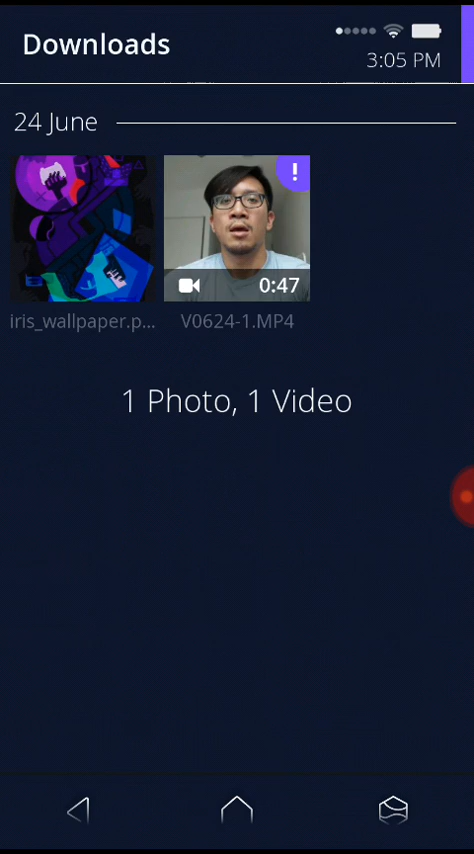 Downloads
3:05 PM
24 June
!
0:47
iris_wallpaper.p...
V0624-1.MP4
1 Photo, 1 Video